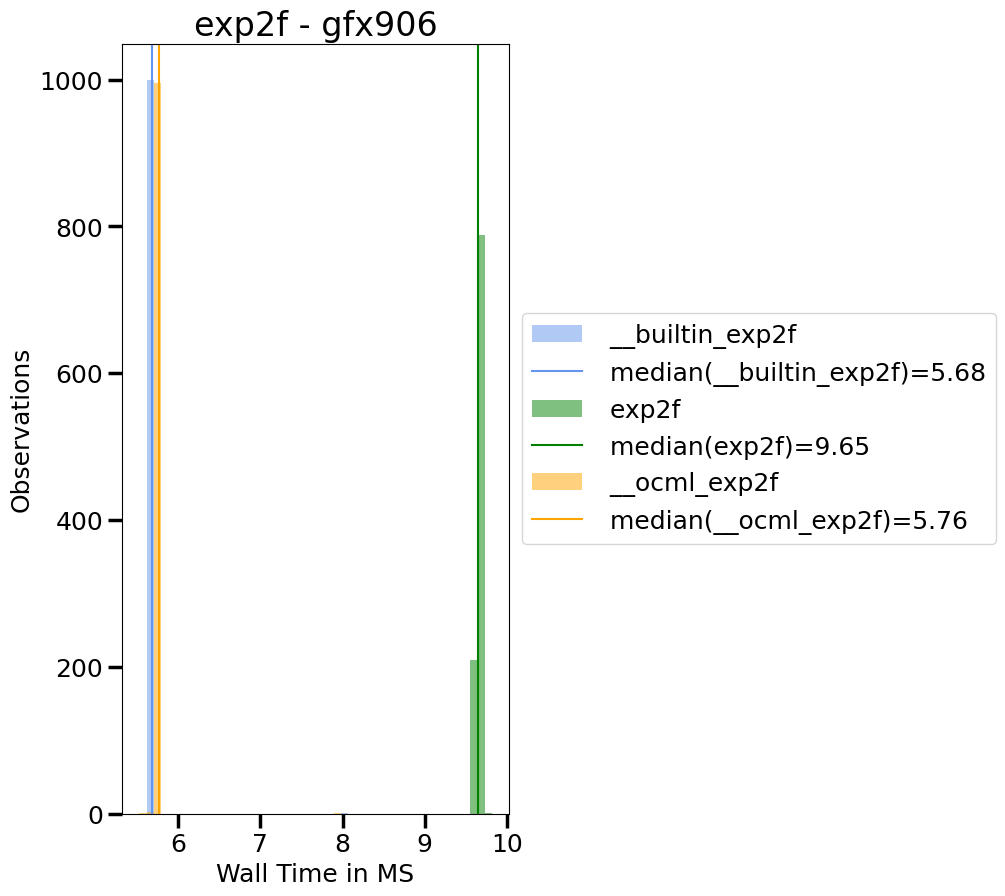 exp2f - gfx906
1000
800
600
400
200
0
Observations
6 7 8 9 10
Wall Time in MS
__builtin_exp2f
median(__builtin_exp2f)=5.68
exp2f
median(exp2f)=9.65
__ocml_exp2f
median(__ocml_exp2f)=5.76